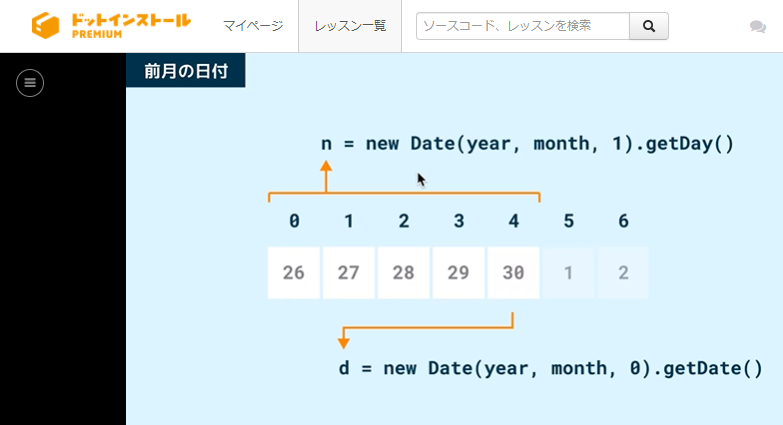 ドットインストール
PREMIUM
マイページ
レッスン一覧
ソースコード、レッスンを検索
前月の日付
n = new Date(year, month, 1).getDay()
0 1 2 3 4 5 6
26 27 28 29 30 1 2
d = new Date(year, month, 0).getDate()